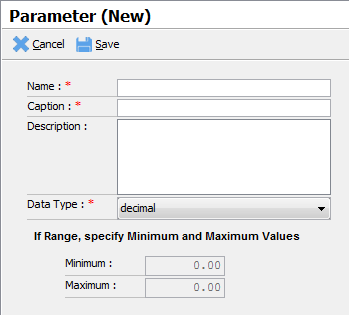 Parameter (New)
Cancel Save
Name : *
Caption : *
Description :
Data Type : * decimal
If Range, specify Minimum and Maximum Values
Minimum : 0.00
Maximum : 0.00